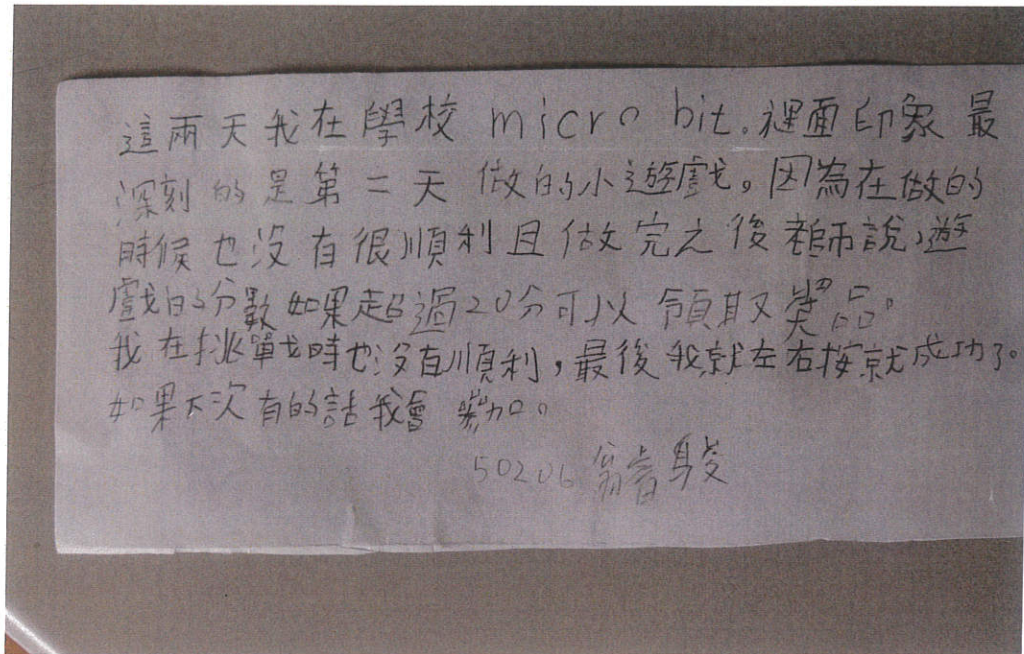 這兩天我在學校 micro bit.裡面印象 最
深刻的是第二天 做的小遊戲。因為在做的
時候也沒有很順利且做完之後老師說,遊
戲的分數如果超過20分可以 領取獎品。
我在挑戰時也沒有順利,最後我就左右按就成功了。
如果下次有的話我會 參加。
50206 翁睿駿